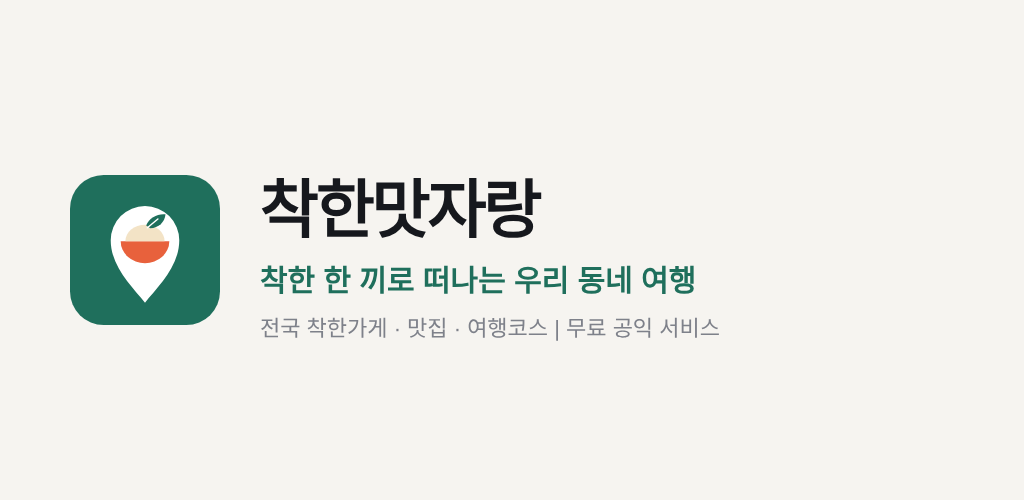 착한맛자랑
착한 한 끼로 떠나는 우리 동네 여행
전국 착한가게 · 맛집 · 여행코스 | 무료 공익 서비스